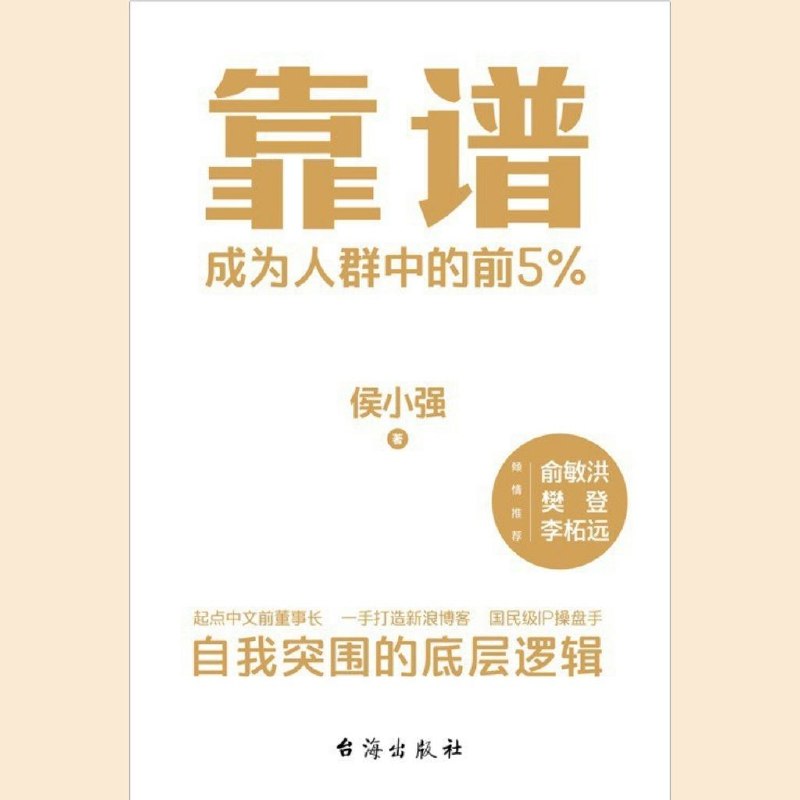 靠谱
成为人群中的前5%
侯小强
著
倾情推荐
俞敏洪
樊登
李柘远
起点中文前董事长 一手打造新浪博客 国民级IP操盘手
自我突围的底层逻辑
台海出版社